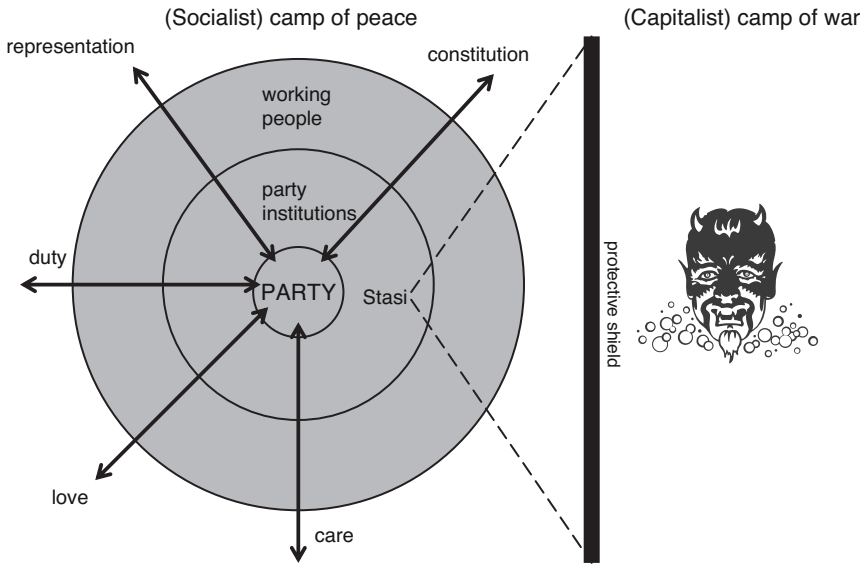 (Socialist) camp of peace
(Capitalist) camp of war
representation
constitution
working
people
party
institutions
duty
PARTY
Stasi
protective shield
love
care